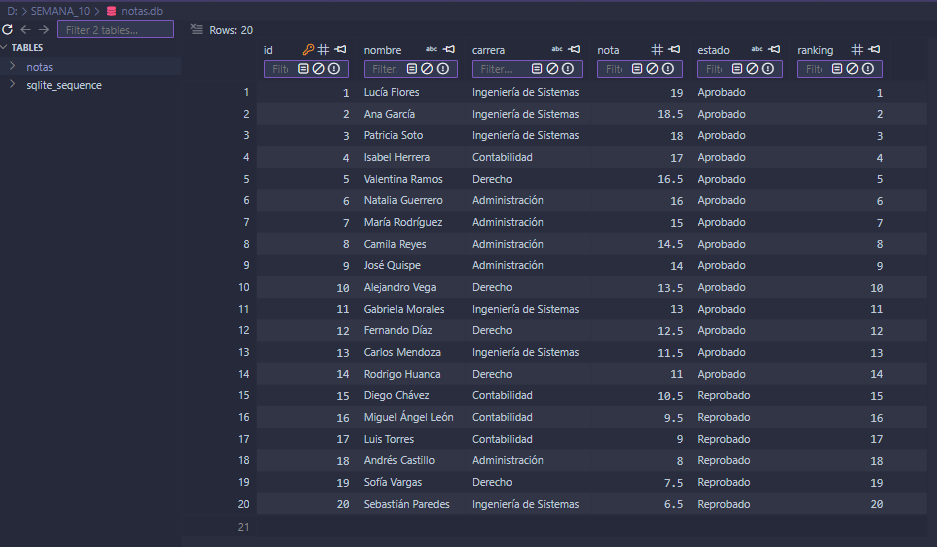 D: > SEMANA_10 > notas.db
Filter 2 tables...
Rows: 20
TABLES
notas
sqlite_sequence
id nombre carrera nota estado ranking
Filt Filter Filter... Filt Filt Filt
1 1 Lucía Flores Ingeniería de Sistemas 19 Aprobado 1
2 2 Ana García Ingeniería de Sistemas 18.5 Aprobado 2
3 3 Patricia Soto Ingeniería de Sistemas 18 Aprobado 3
4 4 Isabel Herrera Contabilidad 17 Aprobado 4
5 5 Valentina Ramos Derecho 16.5 Aprobado 5
6 6 Natalia Guerrero Administración 16 Aprobado 6
7 7 María Rodríguez Administración 15 Aprobado 7
8 8 Camila Reyes Administración 14.5 Aprobado 8
9 9 José Quispe Administración 14 Aprobado 9
10 10 Alejandro Vega Derecho 13.5 Aprobado 10
11 11 Gabriela Morales Ingeniería de Sistemas 13 Aprobado 11
12 12 Fernando Díaz Derecho 12.5 Aprobado 12
13 13 Carlos Mendoza Ingeniería de Sistemas 11.5 Aprobado 13
14 14 Rodrigo Huanca Derecho 11 Aprobado 14
15 15 Diego Chávez Contabilidad 10.5 Reprobado 15
16 16 Miguel Ángel León Contabilidad 9.5 Reprobado 16
17 17 Luis Torres Contabilidad 9 Reprobado 17
18 18 Andrés Castillo Administración 8 Reprobado 18
19 19 Sofía Vargas Derecho 7.5 Reprobado 19
20 20 Sebastián Paredes Ingeniería de Sistemas 6.5 Reprobado 20
21